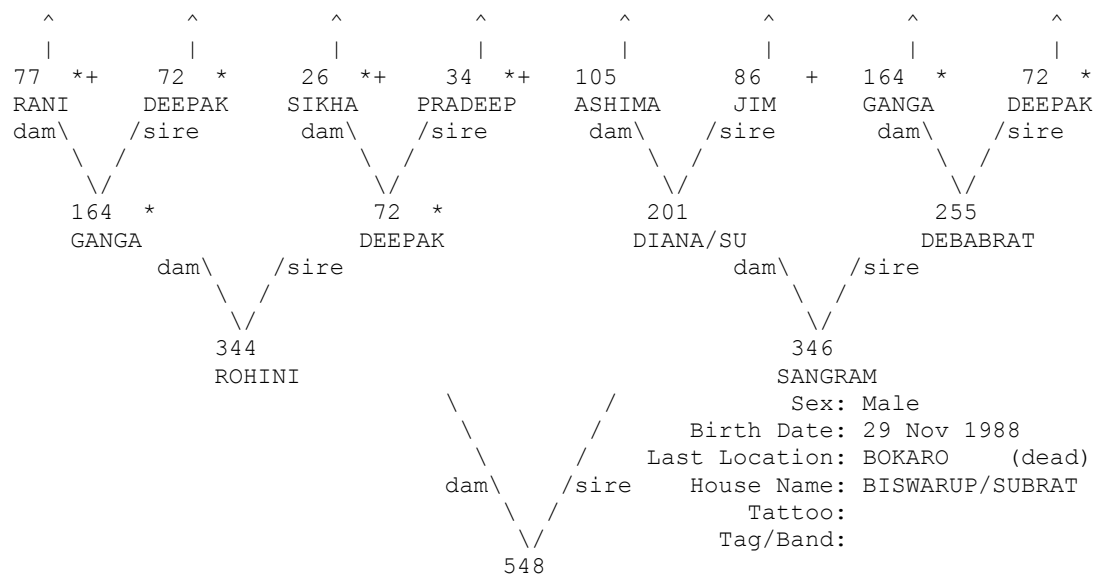 ^ ^ ^ ^ ^ ^ ^ ^
| | | | | | | |
77 *+ 72 * 26 *+ 34 *+ 105 86 + 164 * 72 *
RANI DEEPAK SIKHA PRADEEP ASHIMA JIM GANGA DEEPAK
dam\ /sire dam\ /sire dam\ /sire dam\ /sire
\ / \ / \ / \ /
\/ \/ \/ \/
164 * 72 * 201 255
GANGA DEEPAK DIANA/SU DEBABRAT
dam\ /sire dam\ /sire
\ / \ /
\/ \/
344 346
ROHINI SANGRAM
\ / Sex: Male
\ / Birth Date: 29 Nov 1988
\ / Last Location: BOKARO (dead)
dam\ /sire House Name: BISWARUP/SUBRAT
\ / Tattoo:
\/ Tag/Band:
548